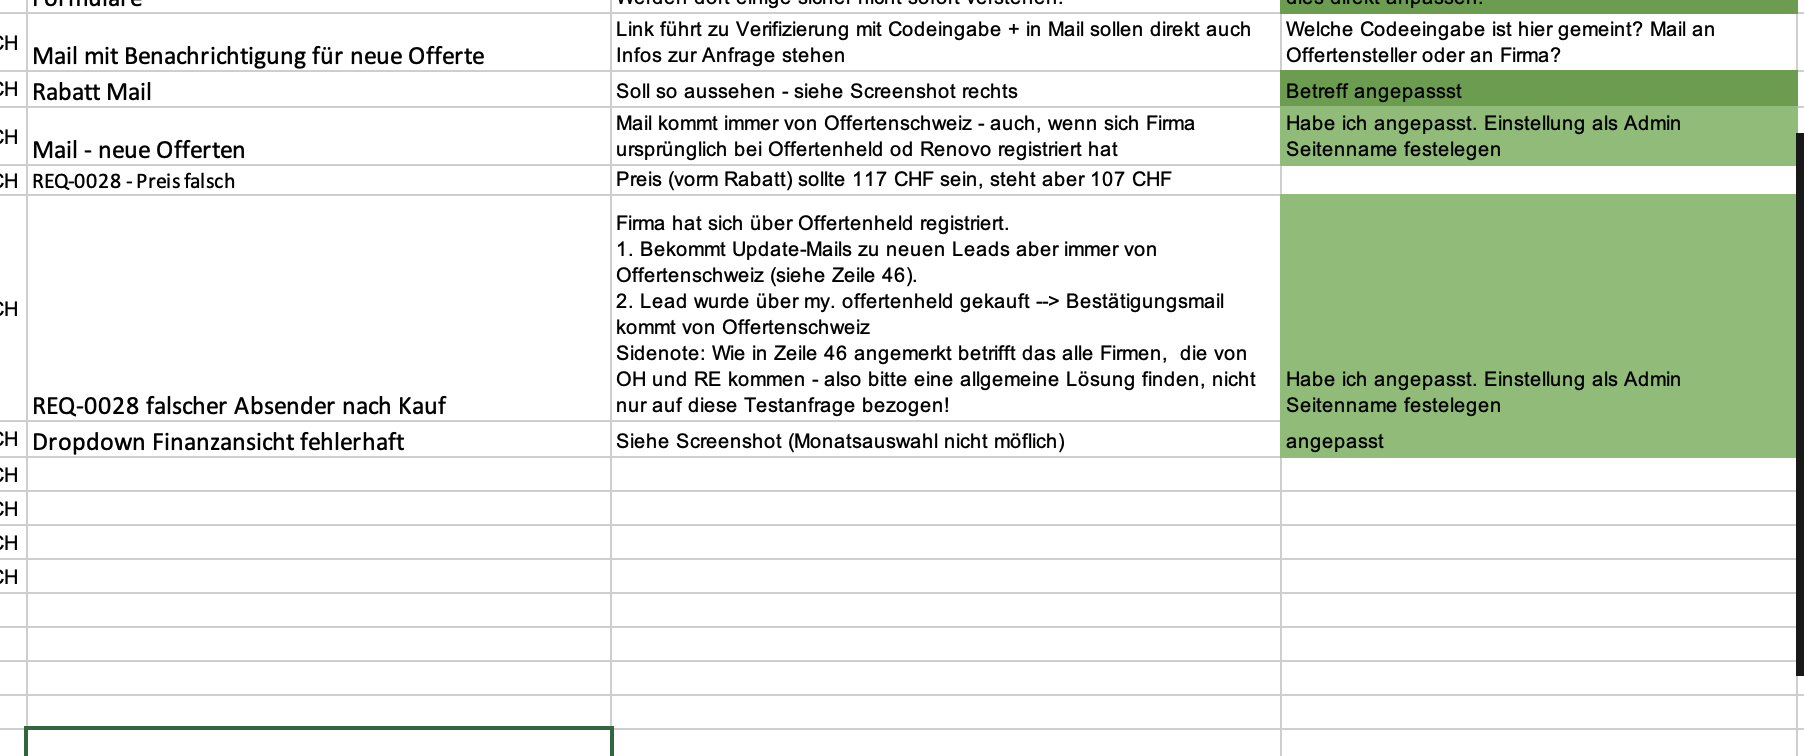 Formulare
Werden dort einige sicher nicht sofort verstehen.
dies direkt anpassen.
CH
Mail mit Benachrichtigung für neue Offerte
Link führt zu Verifizierung mit Codeingabe + in Mail sollen direkt auch
Infos zur Anfrage stehen
Welche Codeeingabe ist hier gemeint? Mail an
Offertensteller oder an Firma?
CH
Rabatt Mail
Soll so aussehen - siehe Screenshot rechts
Betreff angepassst
CH
Mail - neue Offerten
Mail kommt immer von Offertenschweiz - auch, wenn sich Firma
ursprünglich bei Offertenheld od Renovo registriert hat
Habe ich angepasst. Einstellung als Admin
Seitenname festelegen
CH
REQ-0028 - Preis falsch
Preis (vorm Rabatt) sollte 117 CHF sein, steht aber 107 CHF
CH
REQ-0028 falscher Absender nach Kauf
Firma hat sich über Offertenheld registriert.
1. Bekommt Update-Mails zu neuen Leads aber immer von
Offertenschweiz (siehe Zeile 46).
2. Lead wurde über my. offertenheld gekauft --> Bestätigungsmail
kommt von Offertenschweiz
Sidenote: Wie in Zeile 46 angemerkt betrifft das alle Firmen,  die von
OH und RE kommen - also bitte eine allgemeine Lösung finden, nicht
nur auf diese Testanfrage bezogen!
Habe ich angepasst. Einstellung als Admin
Seitenname festelegen
CH
Dropdown Finanzansicht fehlerhaft
Siehe Screenshot (Monatsauswahl nicht möflich)
angepasst
CH
CH
CH
CH